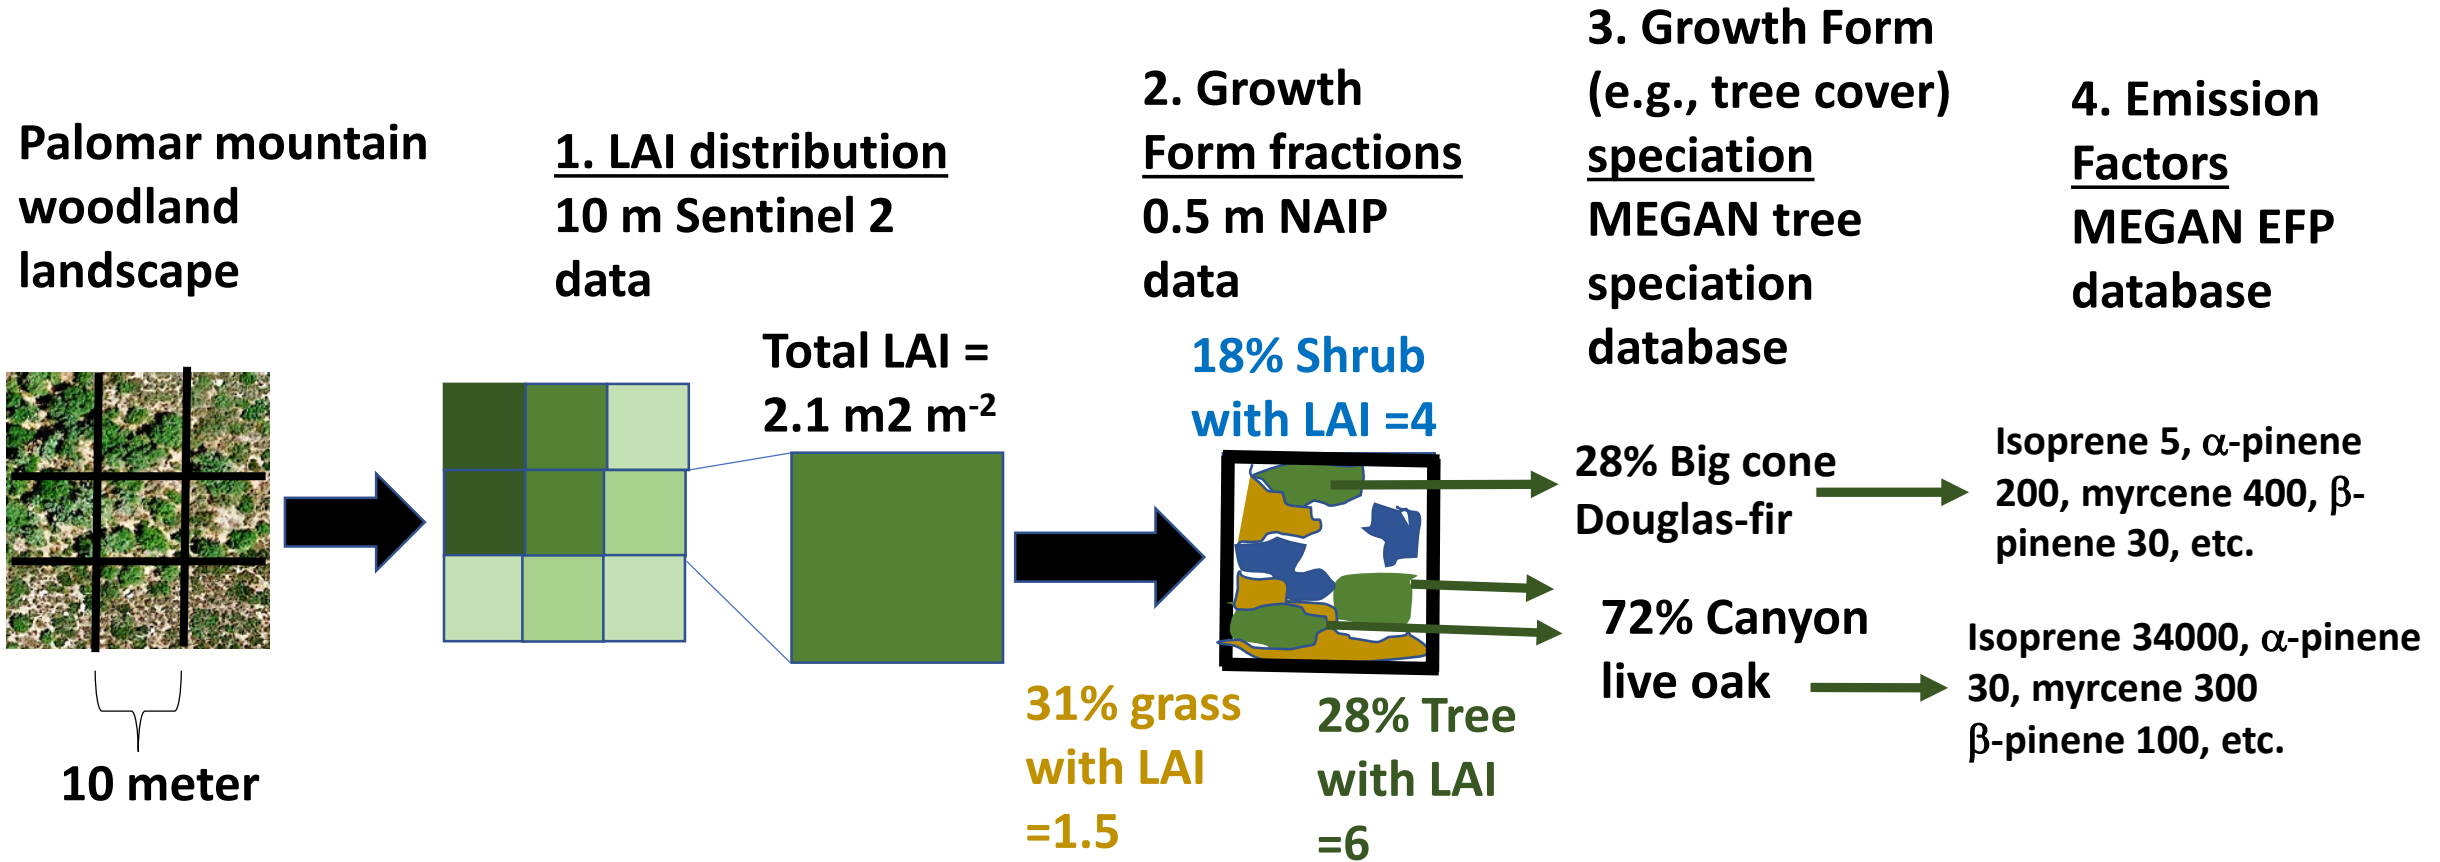 Palomar mountain
woodland
landscape
10 meter
1. LAI distribution
10 m Sentinel 2
data
Total LAI =
2.1 m2 m-2
2. Growth
Form fractions
0.5 m NAIP
data
18% Shrub
with LAI =4
31% grass
with LAI
=1.5
28% Tree
with LAI
=6
3. Growth Form
(e.g., tree cover)
speciation
MEGAN tree
speciation
database
28% Big cone
Douglas-fir
72% Canyon
live oak
4. Emission
Factors
MEGAN EFP
database
Isoprene 5, α-pinene
200, myrcene 400, β-
pinene 30, etc.
Isoprene 34000, α-pinene
30, myrcene 300
β-pinene 100, etc.